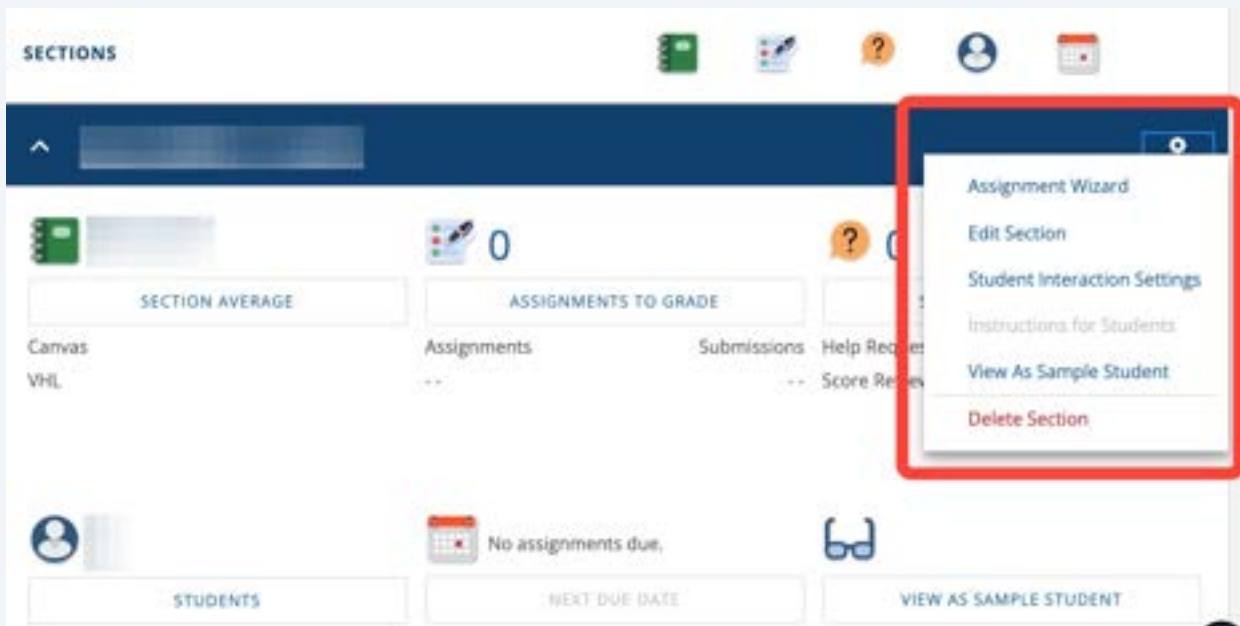 SECTIONS
Assignment Wizard
Edit Section
Student Interaction Settings
Instructions for Students
View As Sample Student
Delete Section
0
SECTION AVERAGE
ASSIGNMENTS TO GRADE
Canvas
Assignments Submissions Help
VHL
-- -- Score
No assignments due.
STUDENTS
NEXT DUE DATE
VIEW AS SAMPLE STUDENT